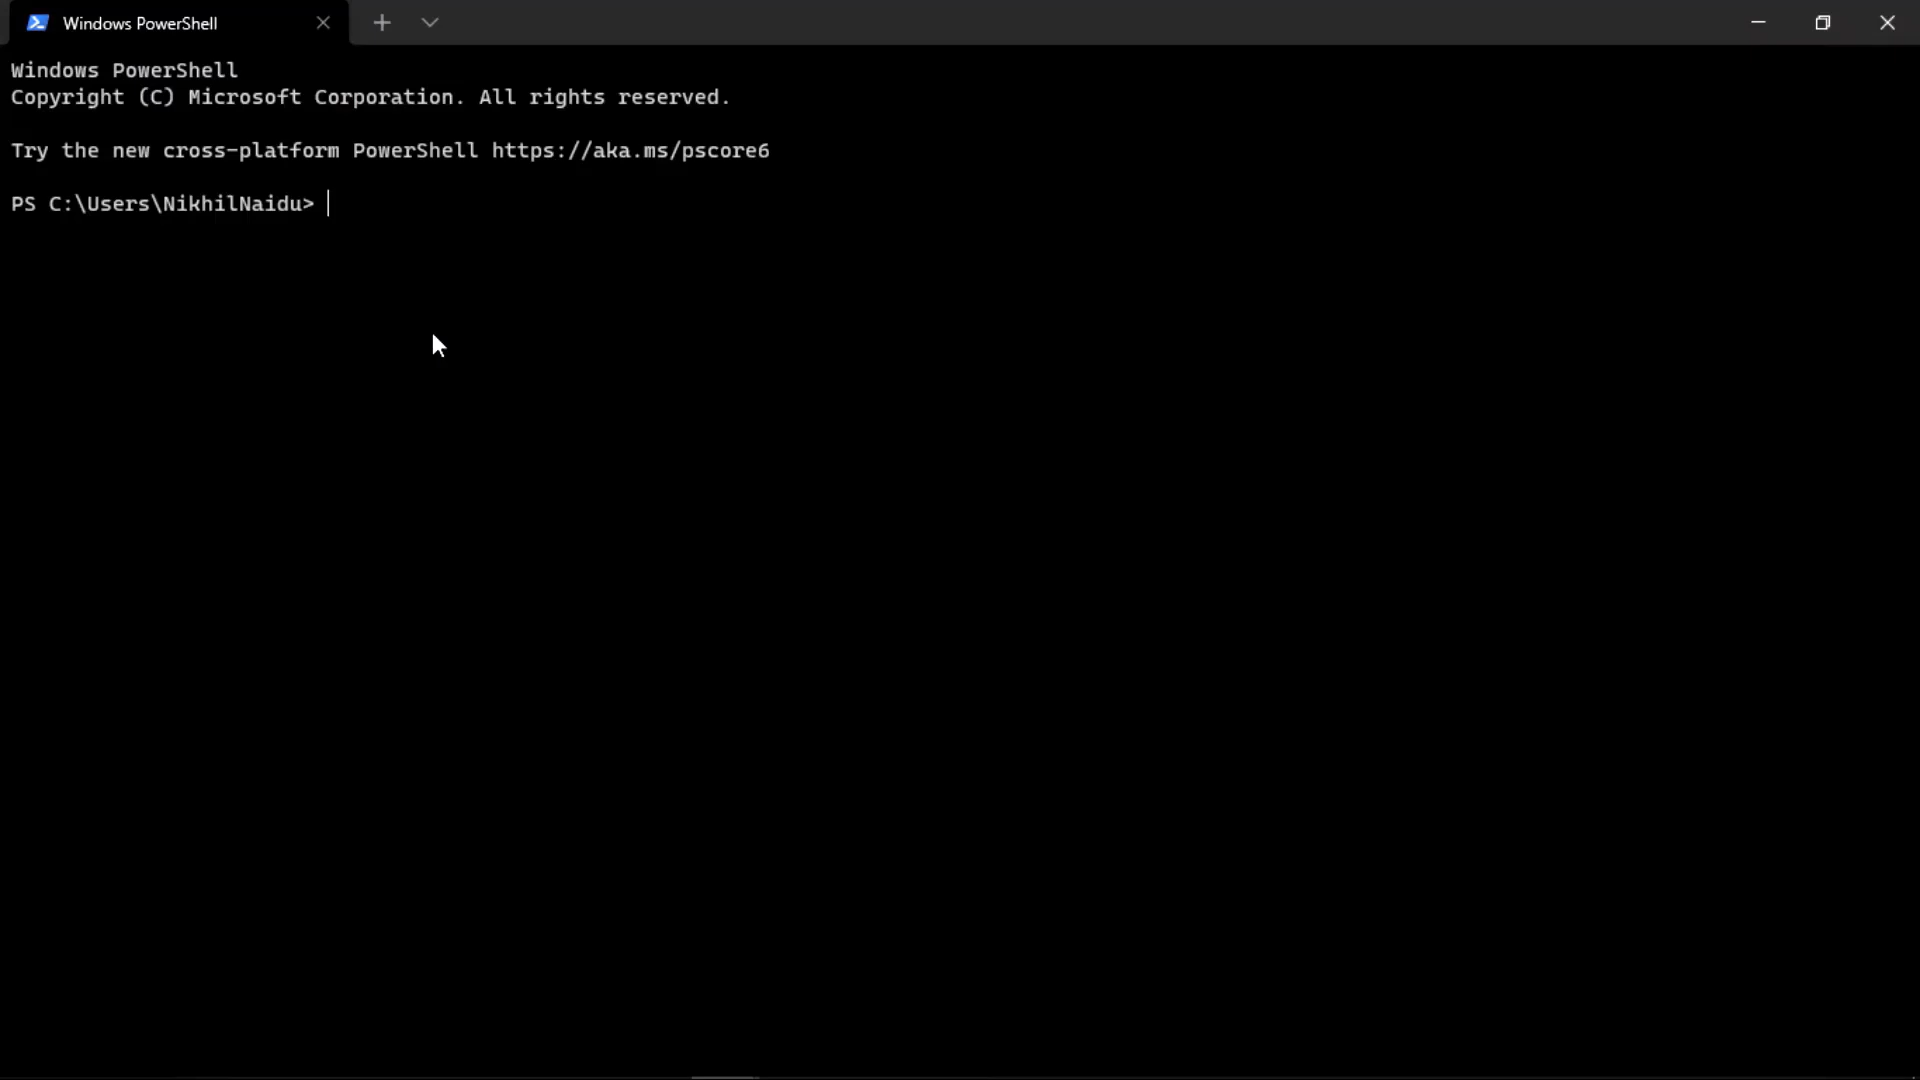 Windows PowerShell
Windows PowerShell
Copyright (C) Microsoft Corporation. All rights reserved.
Try the new cross-platform PowerShell https://aka.ms/pscore6
PS C:\Users\NikhilNaidu>